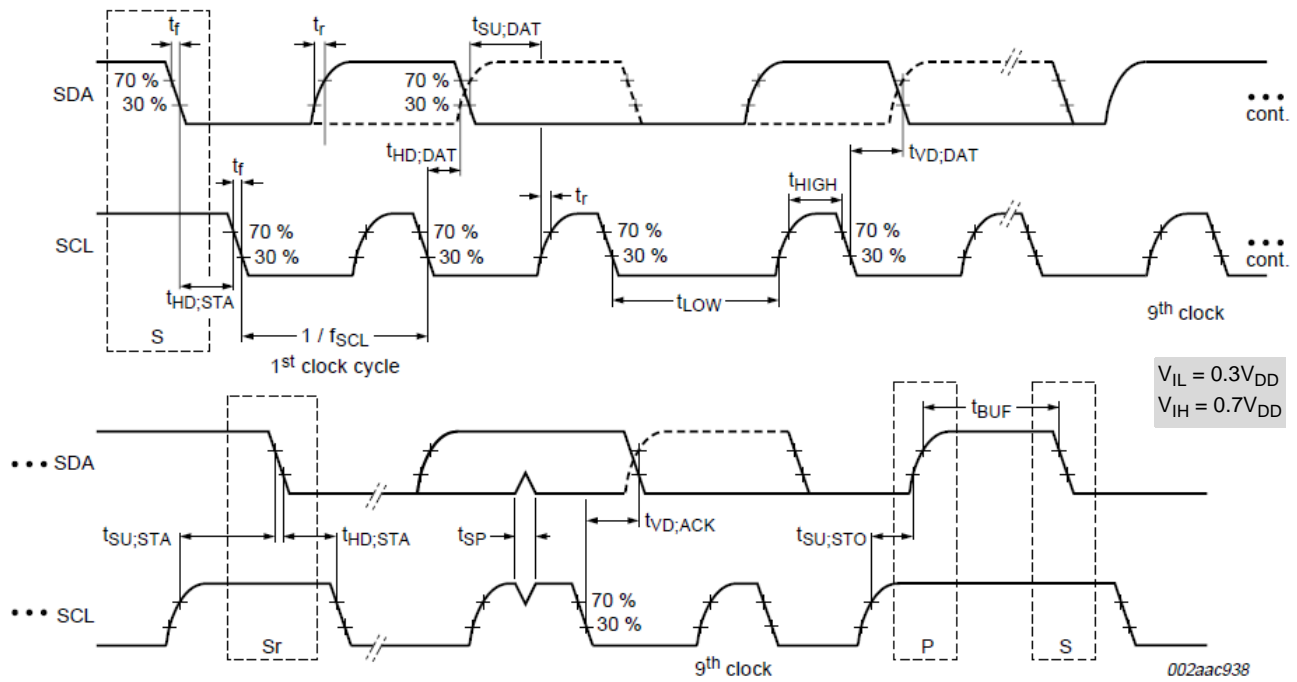 tf
tr
tSU;DAT
70 %
30 %
70 %
30 %
SDA
cont.
tHD;DAT
tVD;DAT
tf
tr
tHIGH
70 %
30 %
70 %
30 %
70 %
30 %
SCL
cont.
tHD;STA
tLOW
S
1 / fSCL
1st clock cycle
9th clock
VIL = 0.3VDD
VIH = 0.7VDD
tBUF
SDA
tSU;STA
tHD;STA
tSP
tVD;ACK
tSU;STO
70 %
30 %
SCL
Sr
9th clock
P
S
002aac938